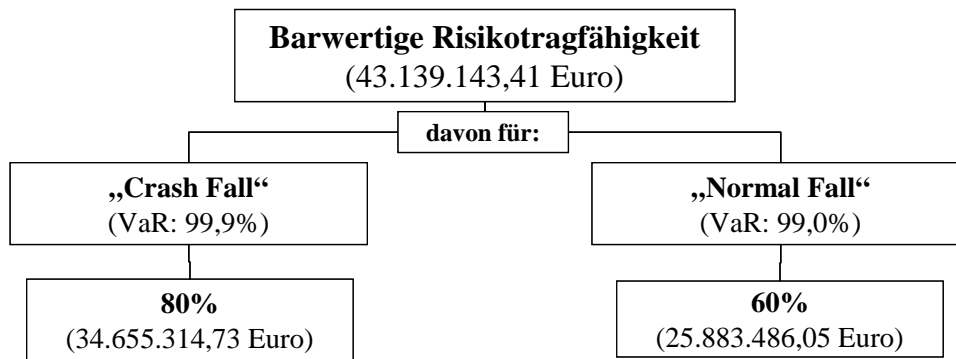 Barwertige Risikotragfähigkeit
(43.139.143,41 Euro)
davon für:
„Crash Fall“
(VaR: 99,9%)
„Normal Fall“
(VaR: 99,0%)
80%
(34.655.314,73 Euro)
60%
(25.883.486,05 Euro)